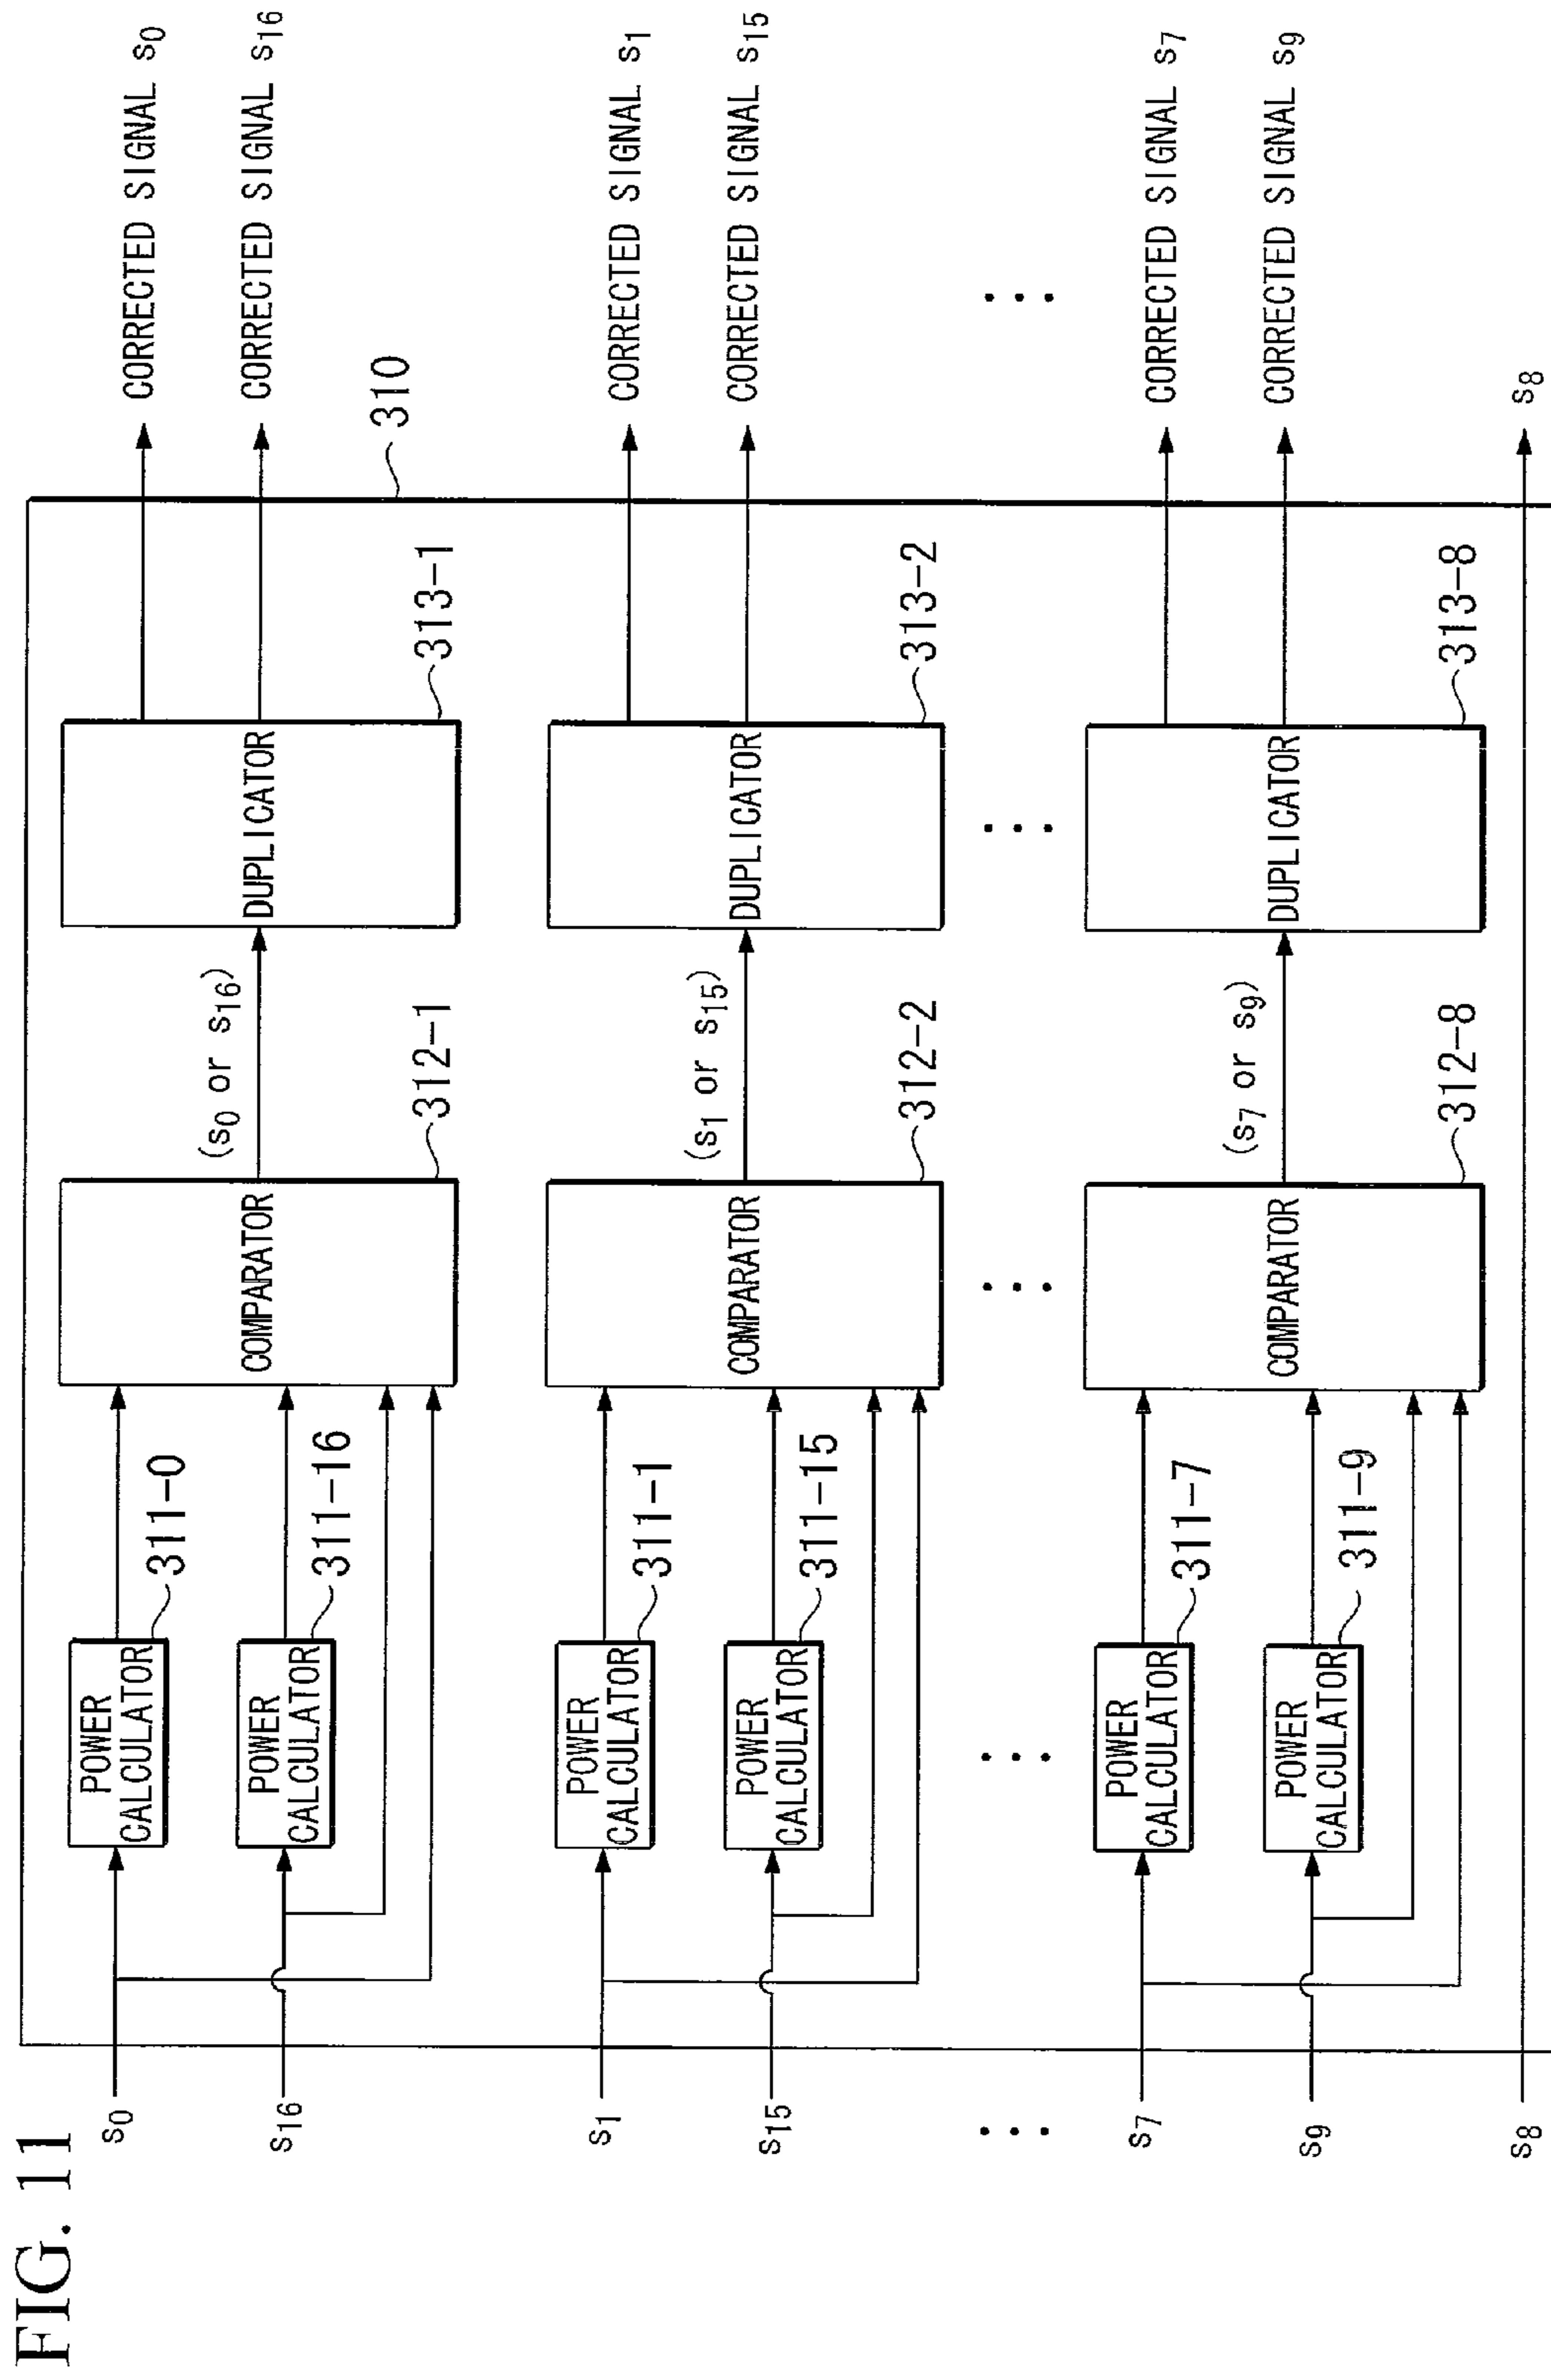 FIG. 11
s0
POWER
CALCULATOR
311-0
s16
POWER
CALCULATOR
311-16
COMPARATOR
312-1
(s0 or s16)
DUPLICATOR
313-1
310
CORRECTED SIGNAL s0
CORRECTED SIGNAL s16
s1
POWER
CALCULATOR
311-1
s15
POWER
CALCULATOR
311-15
COMPARATOR
312-2
(s1 or s15)
DUPLICATOR
313-2
CORRECTED SIGNAL s1
CORRECTED SIGNAL s15
...
...
...
...
...
s7
POWER
CALCULATOR
311-7
s9
POWER
CALCULATOR
311-9
COMPARATOR
312-8
(s7 or s9)
DUPLICATOR
313-8
CORRECTED SIGNAL s7
CORRECTED SIGNAL s9
s8
s8